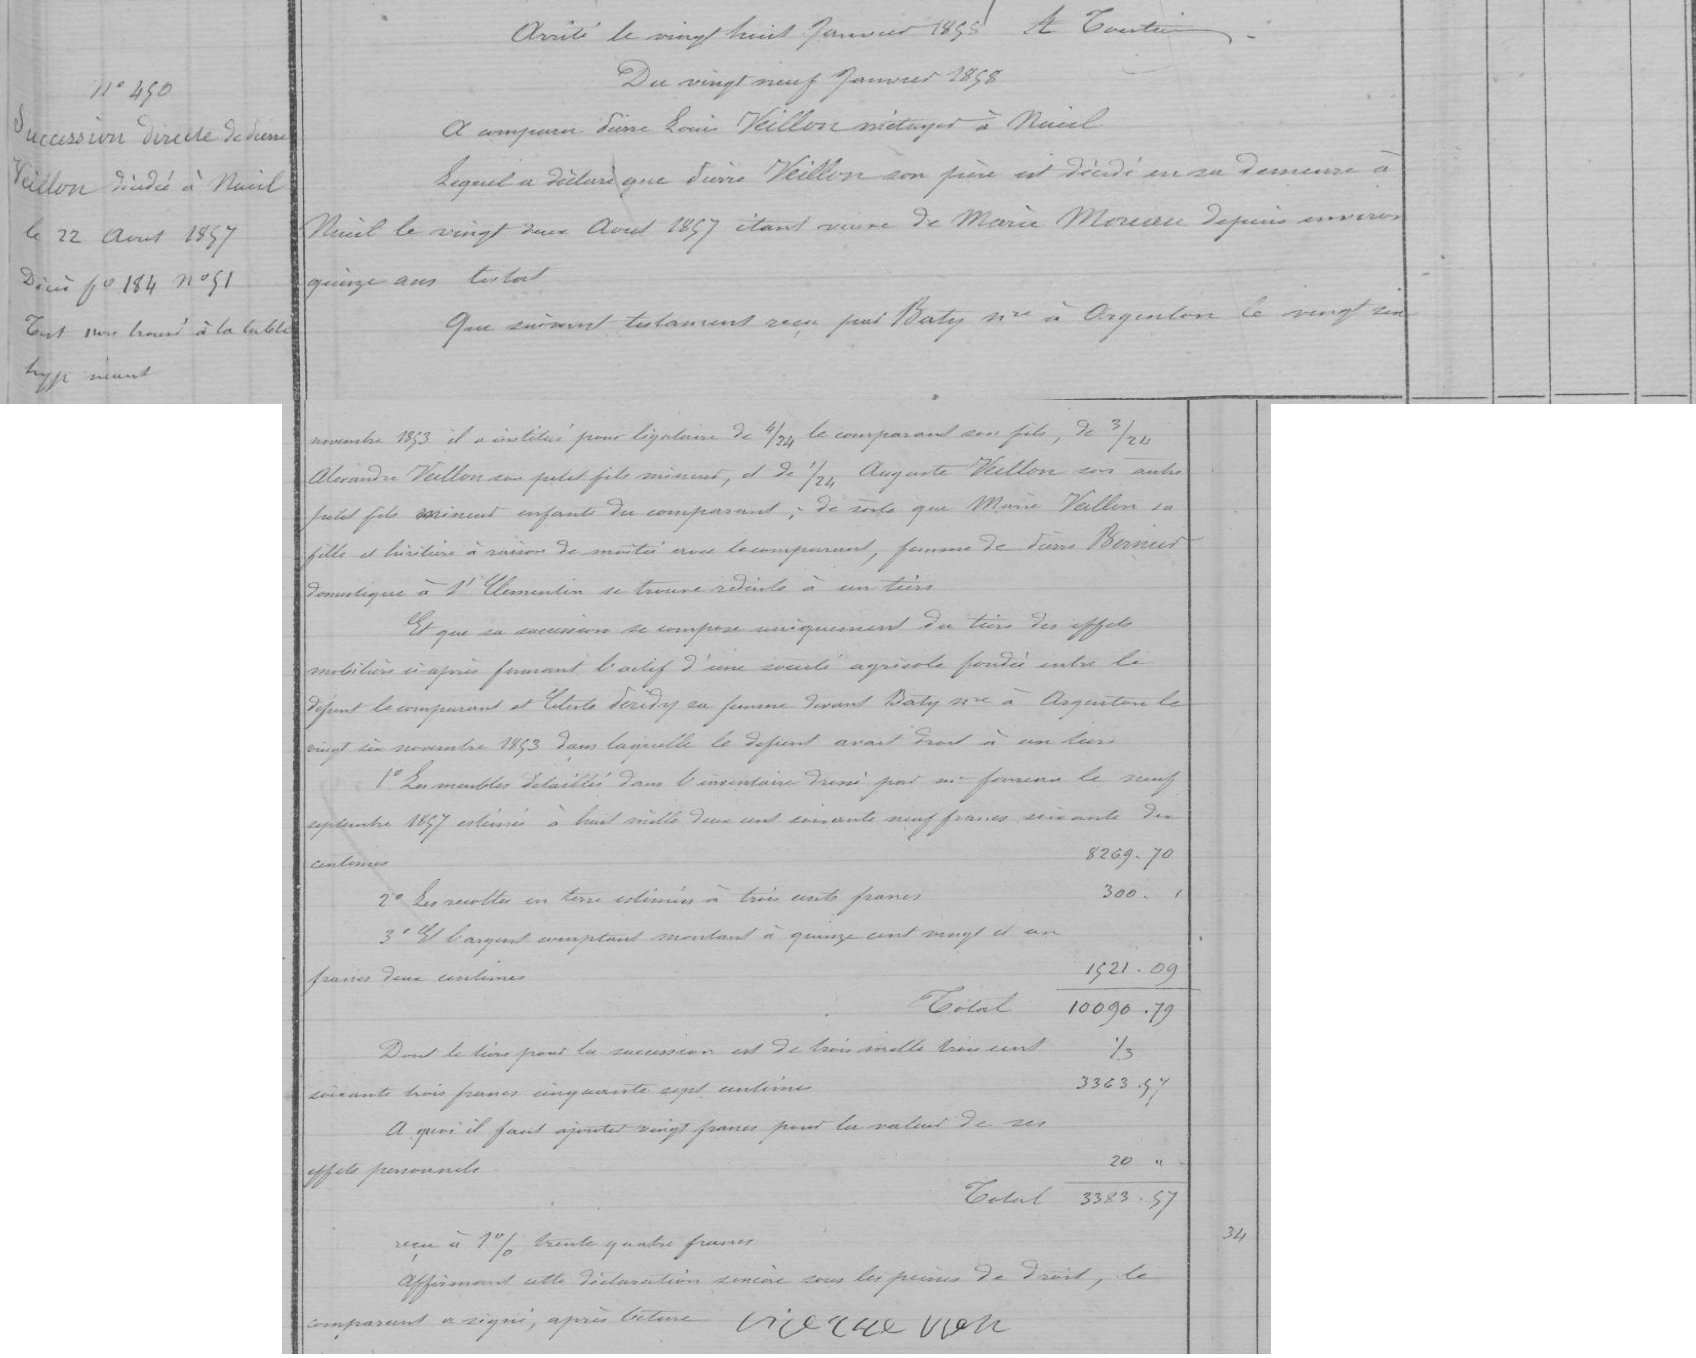 Arrêté le vingt huit Janvier 1858 A Tourtin
Du vingt neuf Janvier 1858
N° 450
Succession directe de Pierre
Veillon décédé à Nueil
le 22 Aout 1857
Décès f° 184 n° 51
Test non trouvé à la table
hyp néant
A comparu Pierre Louis Veillon métayer à Nueil
Lequel a déclaré que Pierre Veillon son père est décédé en sa demeure à
Nueil le vingt deux Aout 1857 étant veuve de Marie Moreau depuis environ
quinze ans testat
Que suivant testament reçu par Baty nre à Argenton le vingt six
novembre 1853 il a institué pour légataire de 4/24 le comparant son fils, de 3/24
Alexandre Veillon son petit fils mineur, et de 1/24 Auguste Veillon son autre
petit fils mineur enfants du comparant ; de sorte que Marie Veillon sa
fille et héritière à raison de moitié avec le comparant, femme de Pierre Bernier
domestique à St Clementin se trouve réduite à un tiers
Et que sa succession se compose uniquement du tiers des effets
mobiliers ci après formant l'actif d'une société agricole fondée entre le
défunt le comparant et Céleste sa femme devant Baty nre à Argenton le
vingt six novembre 1853 dans laquelle le défunt avait droit à un tiers
1° Les meubles détaillés dans l'inventaire dressé par me le neuf
septembre 1857 estimés à huit mille deux cent soixante neuf francs soixante dix
centimes 8269.70
2° Les recoltes en terre estimées à trois cents francs 300. "
3° Et l'argent comptant montant à quinze cent vingt et un
francs deux centimes 1521.09
Total 10090.79
Dont le tiers pour la succession est de trois mille trois cent 1/3
soixante trois francs cinquante sept centimes 3363.57
A quoi il faut ajouter vingt francs pour la valeur de ses
effets personnels 20 "
Total 3383.57
reçu à 1 % trente quatre francs 34
Affirmant cette déclaration sincère sous les peines de droit, le
comparant a signé, après lecture